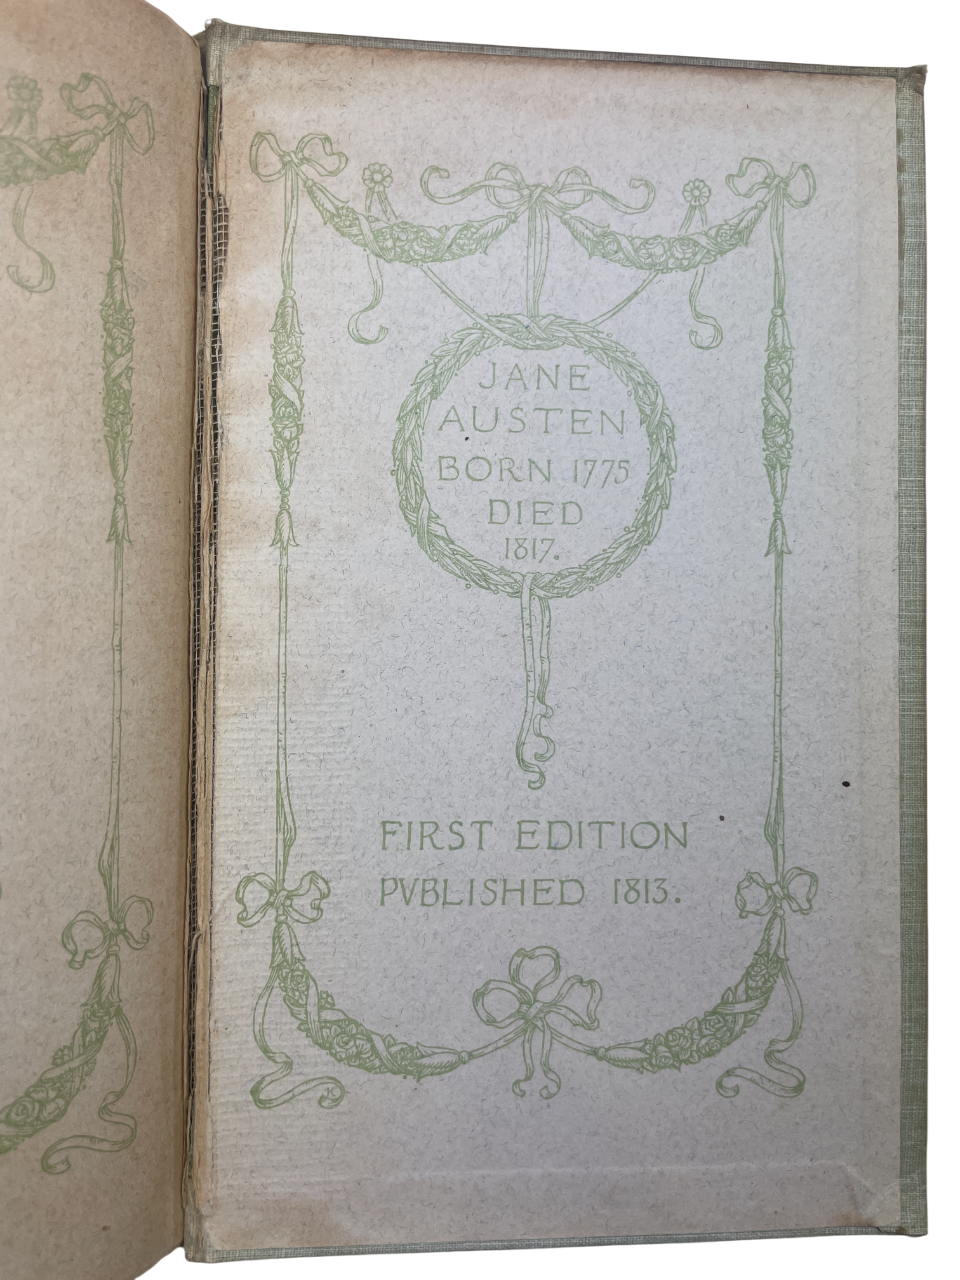 JANE
AUSTEN
BORN 1775
DIED
1817.
FIRST EDITION
PVBLISHED 1813.